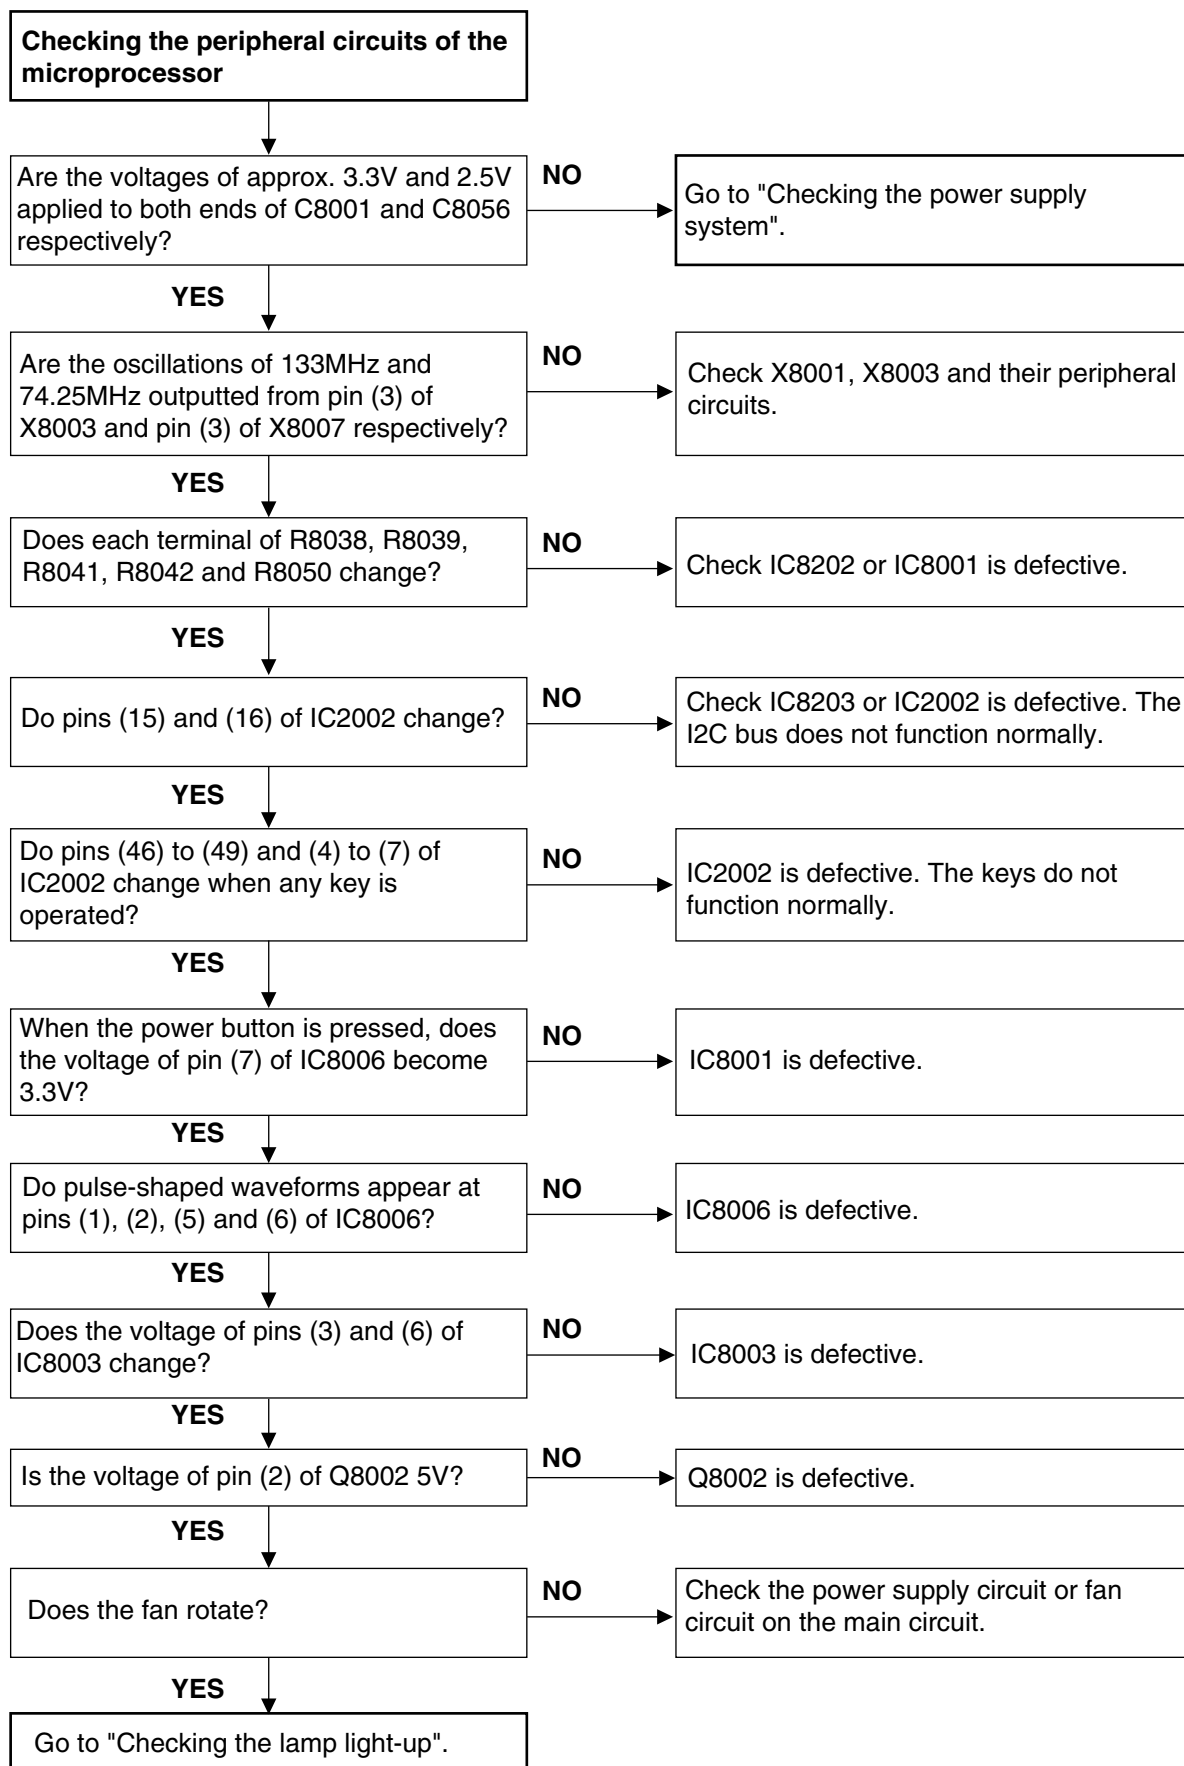 Checking the peripheral circuits of the
microprocessor
Are the voltages of approx. 3.3V and 2.5V
applied to both ends of C8001 and C8056
respectively?
NO
Go to "Checking the power supply
system".
YES
Are the oscillations of 133MHz and
74.25MHz outputted from pin (3) of
X8003 and pin (3) of X8007 respectively?
NO
Check X8001, X8003 and their peripheral
circuits.
YES
Does each terminal of R8038, R8039,
R8041, R8042 and R8050 change?
NO
Check IC8202 or IC8001 is defective.
YES
Do pins (15) and (16) of IC2002 change?
NO
Check IC8203 or IC2002 is defective. The
I2C bus does not function normally.
YES
Do pins (46) to (49) and (4) to (7) of
IC2002 change when any key is
operated?
NO
IC2002 is defective. The keys do not
function normally.
YES
When the power button is pressed, does
the voltage of pin (7) of IC8006 become
3.3V?
NO
IC8001 is defective.
YES
Do pulse-shaped waveforms appear at
pins (1), (2), (5) and (6) of IC8006?
NO
IC8006 is defective.
YES
Does the voltage of pins (3) and (6) of
IC8003 change?
NO
IC8003 is defective.
YES
Is the voltage of pin (2) of Q8002 5V?
NO
Q8002 is defective.
YES
Does the fan rotate?
NO
Check the power supply circuit or fan
circuit on the main circuit.
YES
Go to "Checking the lamp light-up".